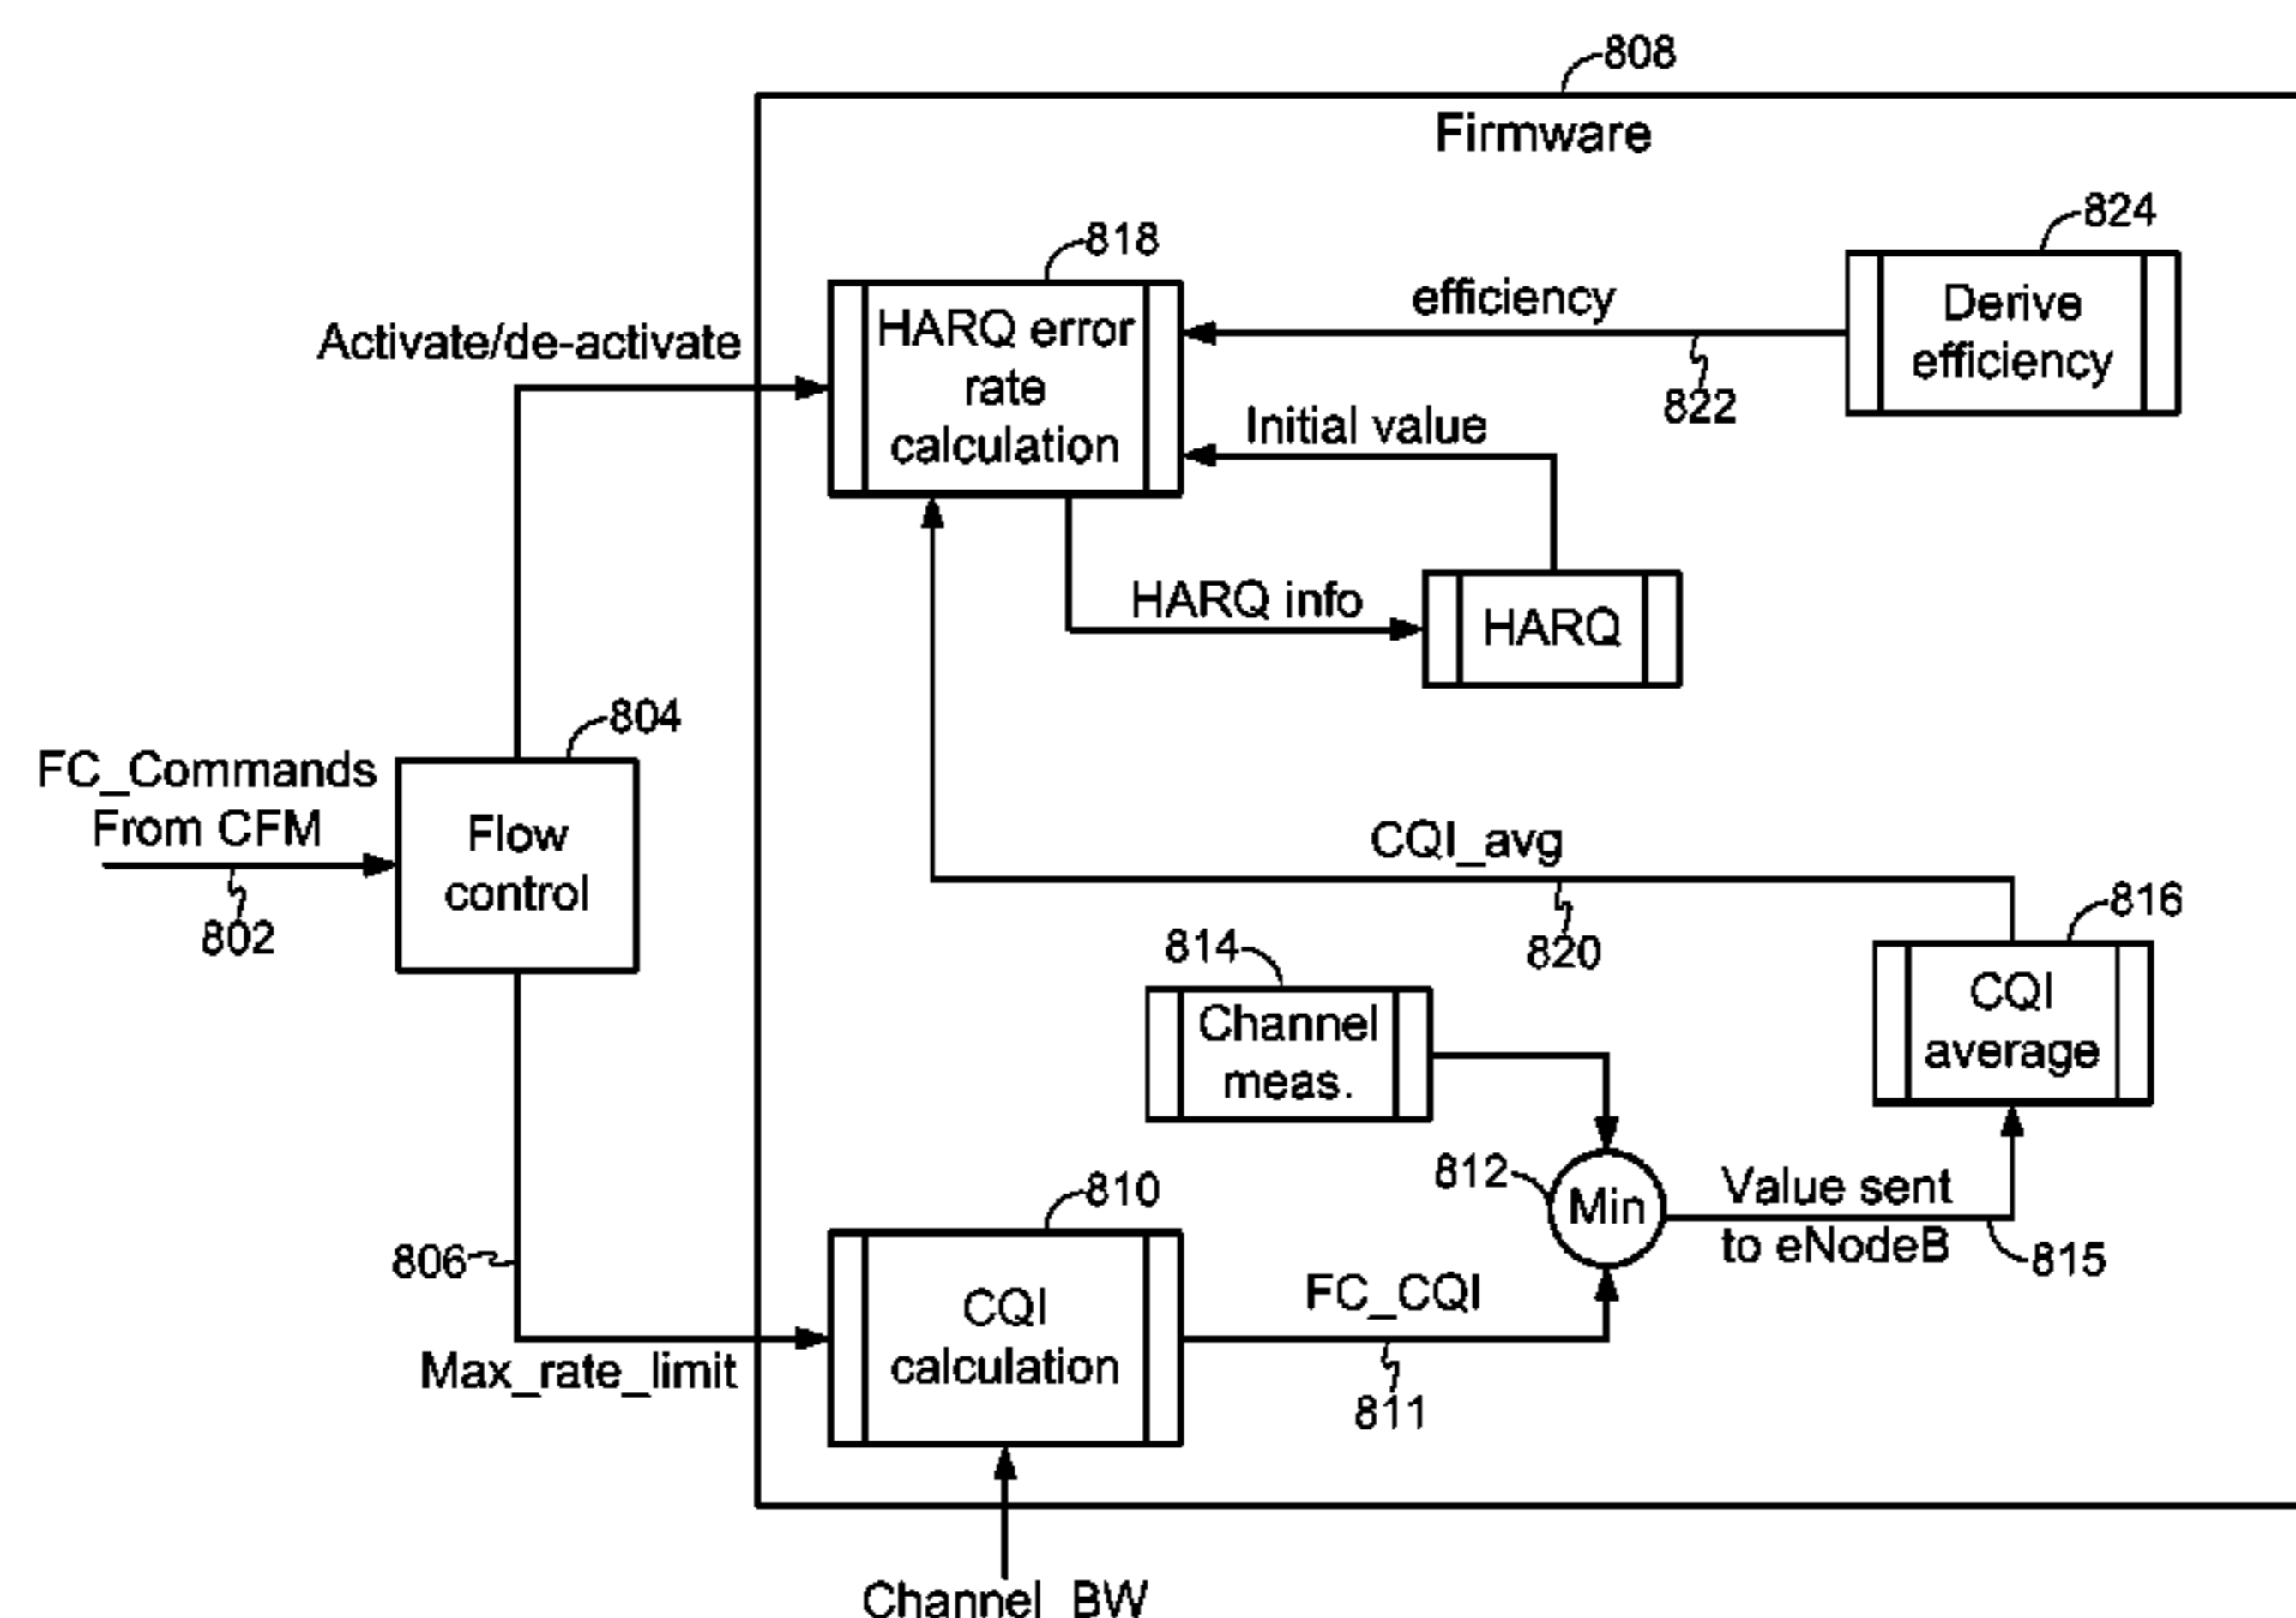 808
Firmware
824
818
Derive
efficiency
efficiency
822
HARQ error
rate
calculation
Activate/de-activate
Initial value
HARQ info
HARQ
804
FC_Commands
From CFM
802
Flow
control
CQI_avg
820
816
CQI
average
814
Channel
meas.
812
Min
Value sent
to eNodeB
815
810
806
CQI
calculation
FC_CQI
811
Max_rate_limit
Channel_BW